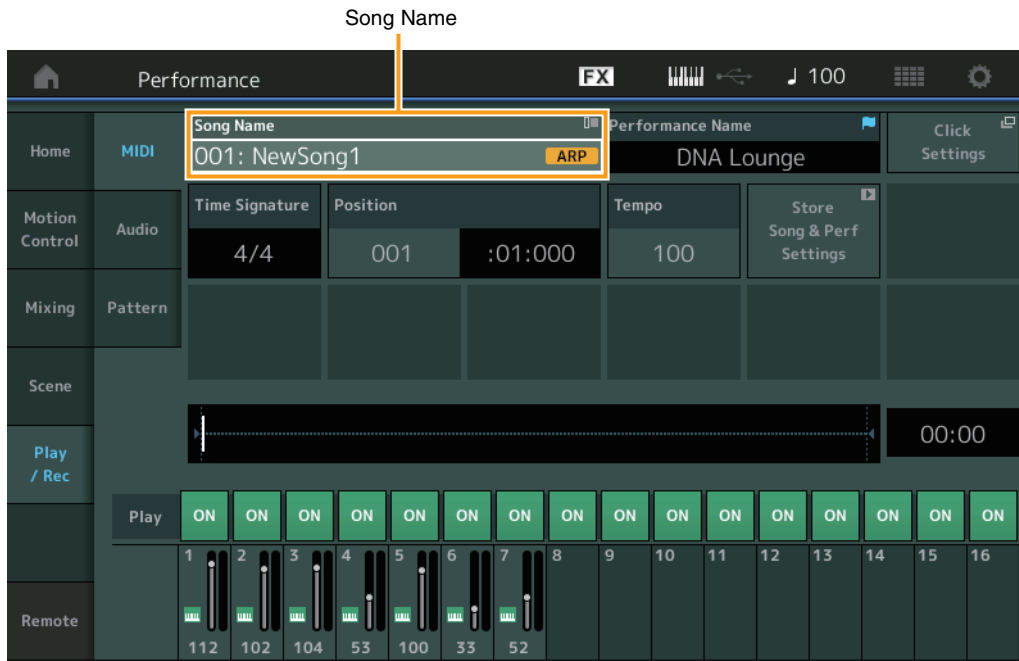 Song Name
Performance
FX
♩ 100
Home
MIDI
Song Name
001: NewSong1
ARP
Performance Name
DNA Lounge
Click
Settings
Motion
Control
Audio
Time Signature
4/4
Position
001
:01:000
Tempo
100
Store
Song & Perf
Settings
Mixing
Pattern
Scene
Play
/ Rec
00:00
Play
ON ON ON ON ON ON ON ON ON ON ON ON ON ON ON ON
1 2 3 4 5 6 7 8 9 10 11 12 13 14 15 16
Remote
112 102 104 53 100 33 52